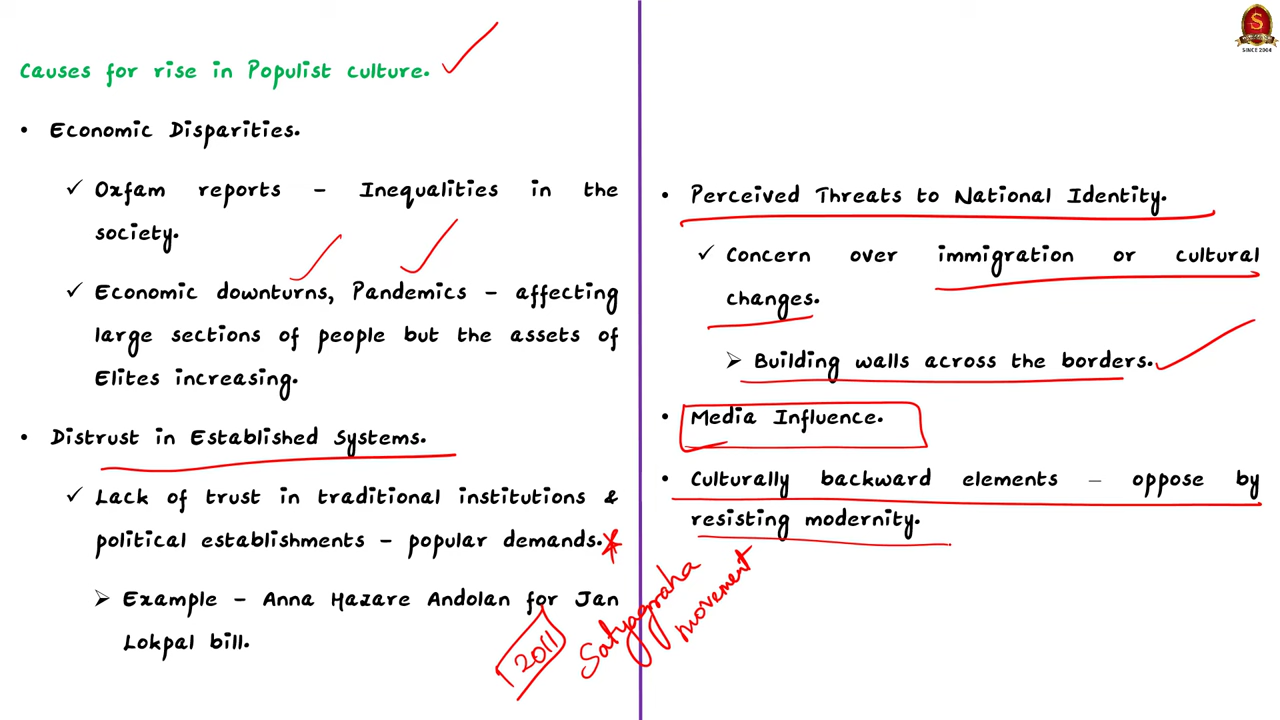 Causes for rise in Populist culture.
• Economic Disparities.
✓ Oxfam reports – Inequalities in the
society.
✓ Economic downturns, Pandemics – affecting
large sections of people but the assets of
Elites increasing.
• Distrust in Established Systems.
✓ Lack of trust in traditional institutions &
political establishments – popular demands.
➢ Example – Anna Hazare Andolan for Jan
Lokpal bill.
2011
Satyagraha
movement
• Perceived Threats to National Identity.
✓ Concern over immigration or cultural
changes.
➢ Building walls across the borders.
• Media Influence.
• Culturally backward elements – oppose by
resisting modernity.
S
SINCE 2004